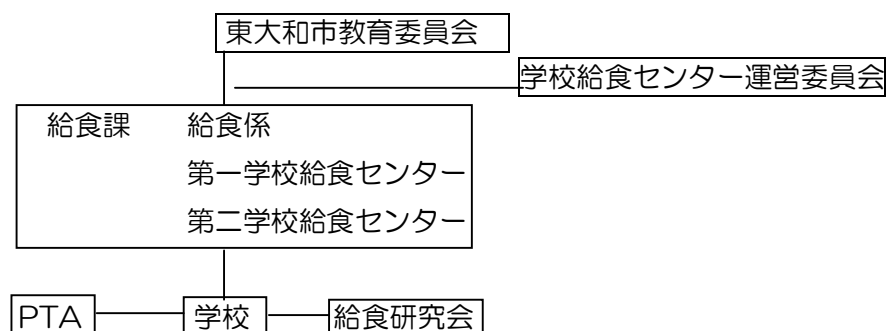 東大和市教育委員会
学校給食センター運営委員会
給食課 給食係
第一学校給食センター
第二学校給食センター
PTA 学校 給食研究会